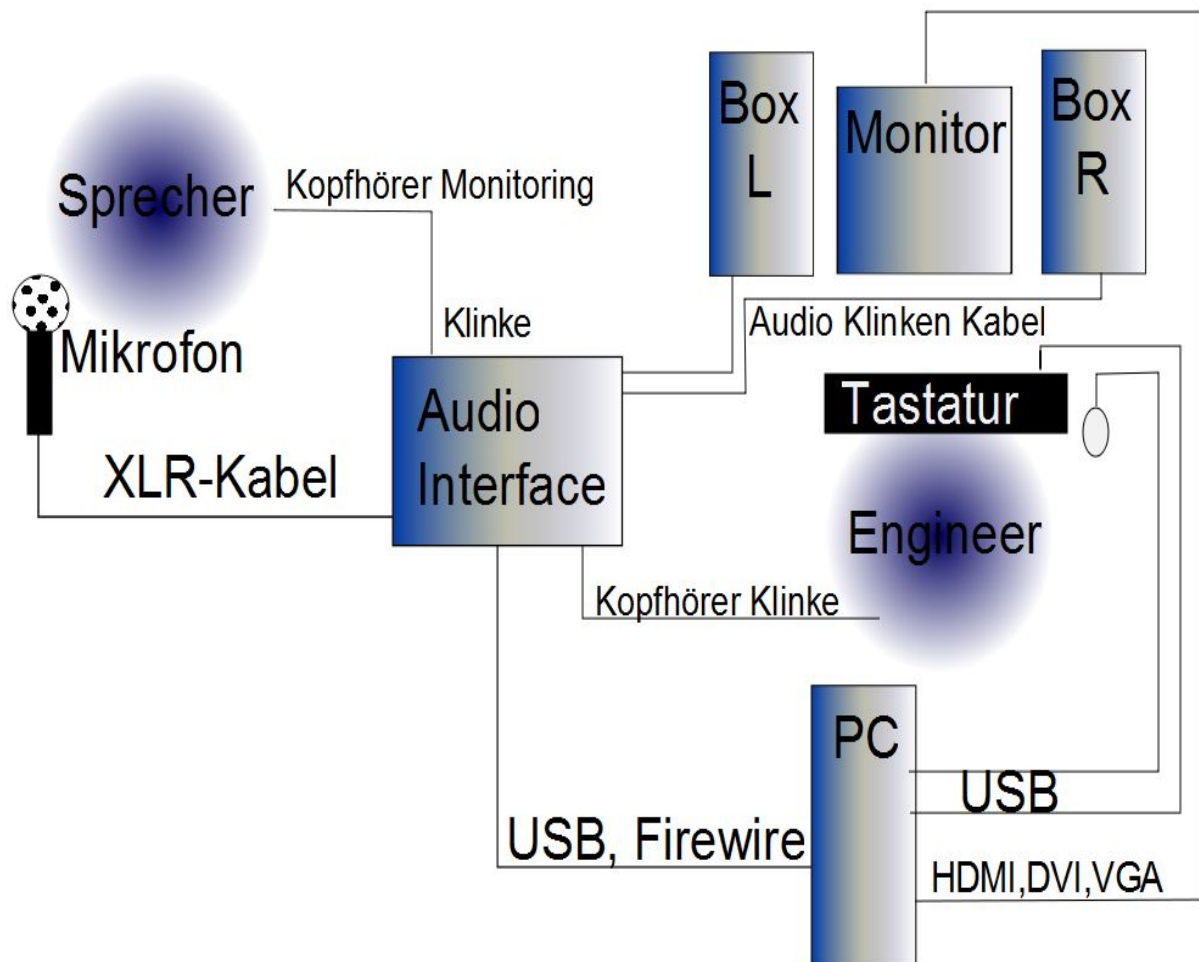 Box
L
Monitor
Box
R
Sprecher
Kopfhörer Monitoring
Klinke
Audio Klinken Kabel
Mikrofon
Audio
Interface
Tastatur
XLR-Kabel
Engineer
Kopfhörer Klinke
PC
USB
USB, Firewire
HDMI,DVI,VGA